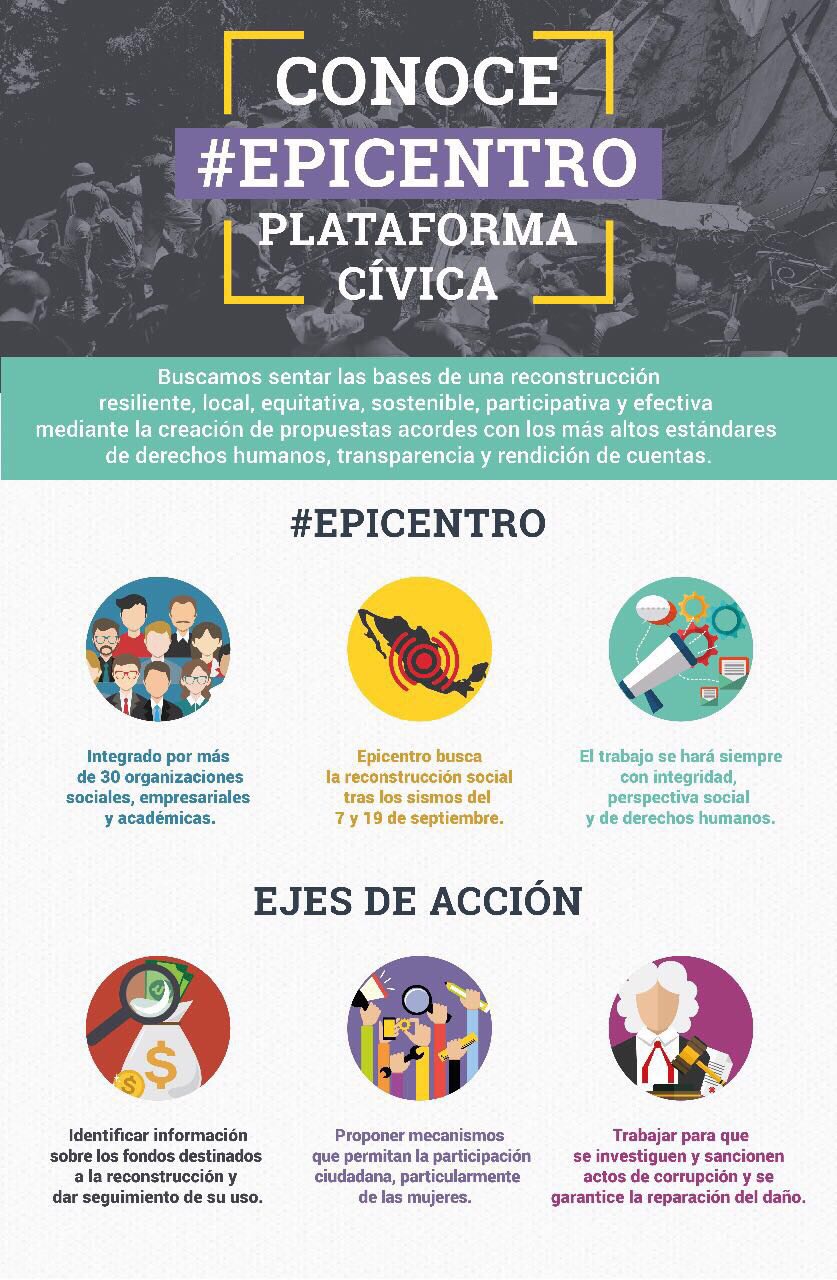 CONOCE
#EPICENTRO
PLATAFORMA
CÍVICA
Buscamos sentar las bases de una reconstrucción
resiliente, local, equitativa, sostenible, participativa y efectiva
mediante la creación de propuestas acordes con los más altos estándares
de derechos humanos, transparencia y rendición de cuentas.
#EPICENTRO
Integrado por más
de 30 organizaciones
sociales, empresariales
y académicas.
Epicentro busca
la reconstrucción social
tras los sismos del
7 y 19 de septiembre.
El trabajo se hará siempre
con integridad,
perspectiva social
y de derechos humanos.
EJES DE ACCIÓN
$
$
Identificar información
sobre los fondos destinados
a la reconstrucción y
dar seguimiento de su uso.
Proponer mecanismos
que permitan la participación
ciudadana, particularmente
de las mujeres.
Trabajar para que
se investiguen y sancionen
actos de corrupción y se
garantice la reparación del daño.